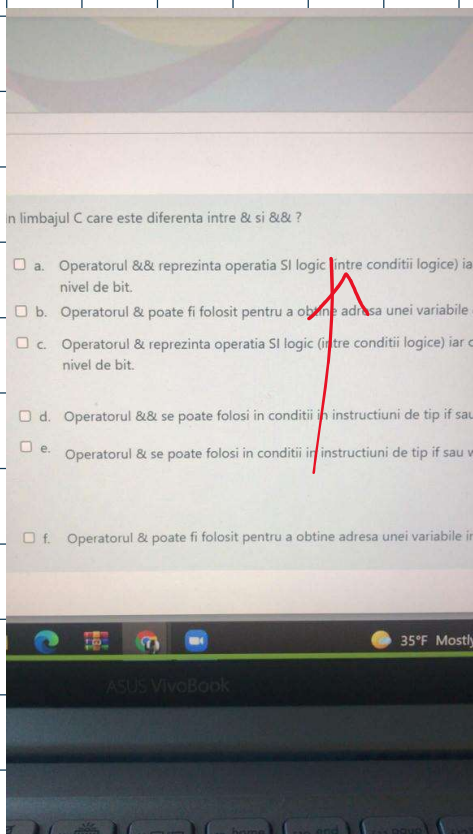 n limbajul C care este diferenta intre & si && ?
a. Operatorul && reprezinta operatia SI logic (intre conditii logice) ia
nivel de bit.
b. Operatorul & poate fi folosit pentru a obtine adresa unei variabile
c. Operatorul & reprezinta operatia SI logic (intre conditii logice) iar
nivel de bit.
d. Operatorul && se poate folosi in conditii in instructiuni de tip if sau
e. Operatorul & se poate folosi in conditii in instructiuni de tip if sau
f. Operatorul & poate fi folosit pentru a obtine adresa unei variabile
35°F Mostly
ASUS VivoBook
home